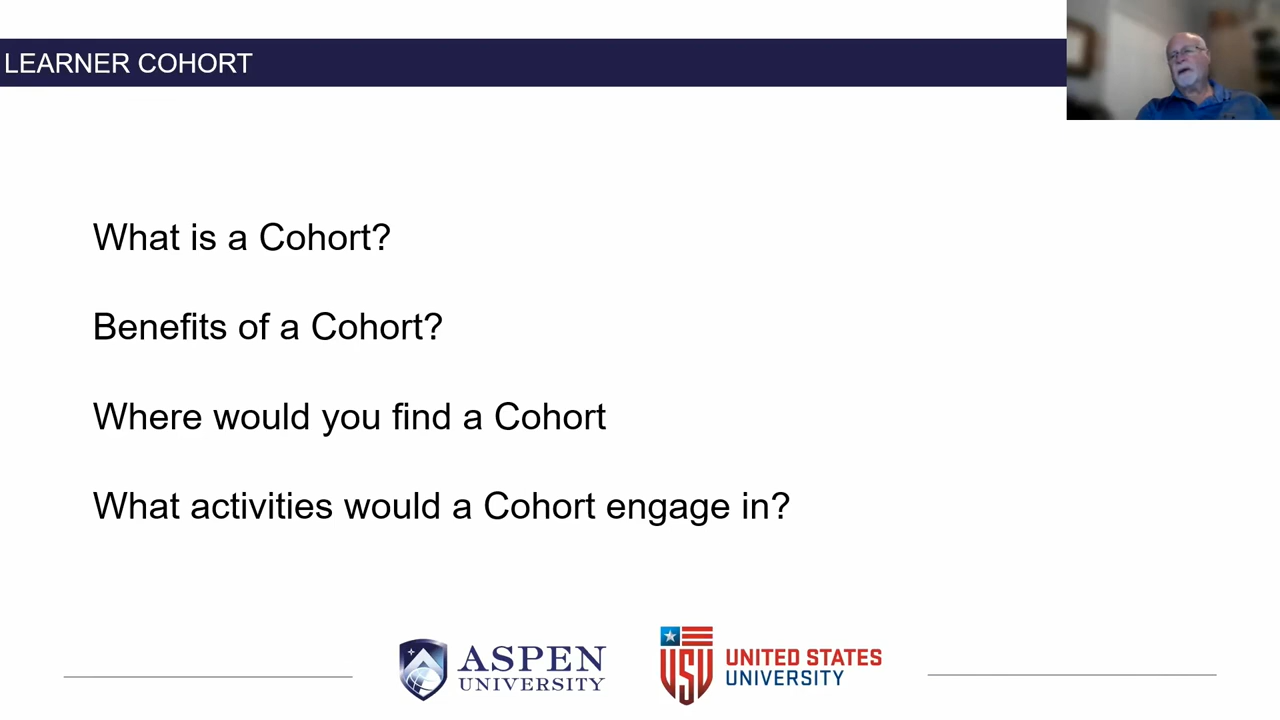 LEARNER COHORT
What is a Cohort?
Benefits of a Cohort?
Where would you find a Cohort
What activities would a Cohort engage in?
ASPEN
UNIVERSITY
USU
UNITED STATES
UNIVERSITY